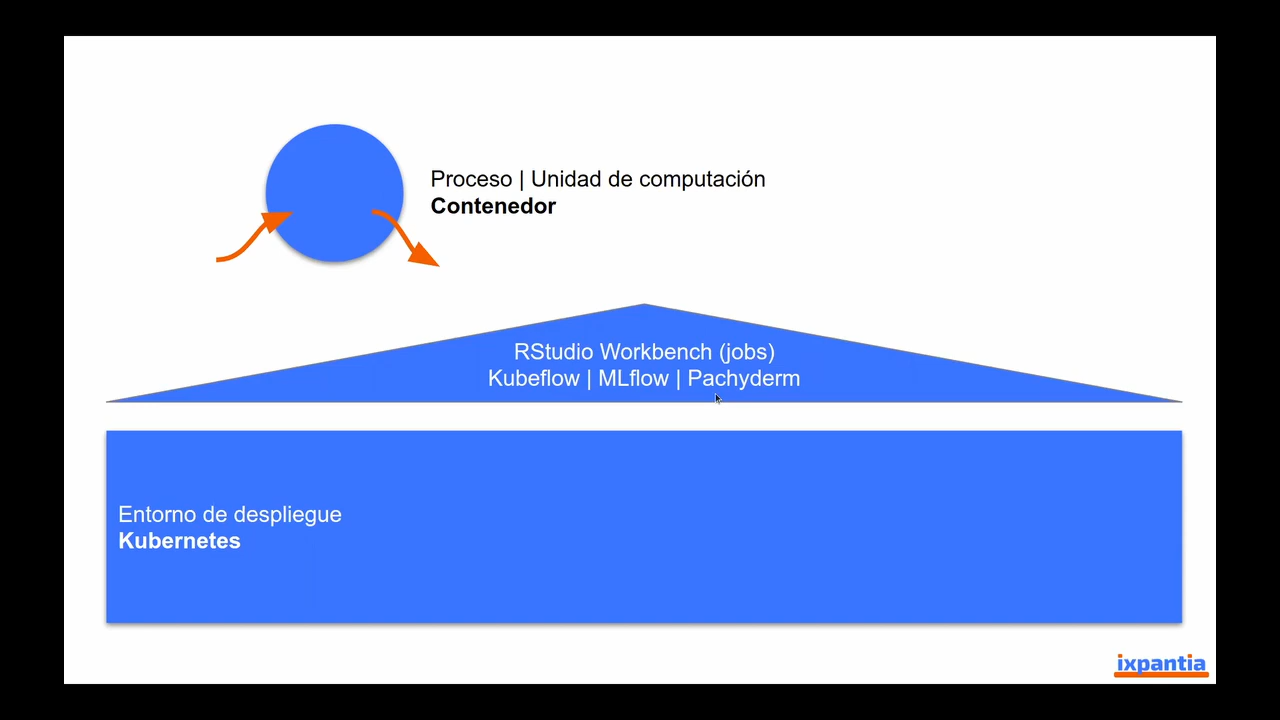 Proceso | Unidad de computación
Contenedor
RStudio Workbench (jobs)
Kubeflow | MLflow | Pachyderm
Entorno de despliegue
Kubernetes
ixpantia